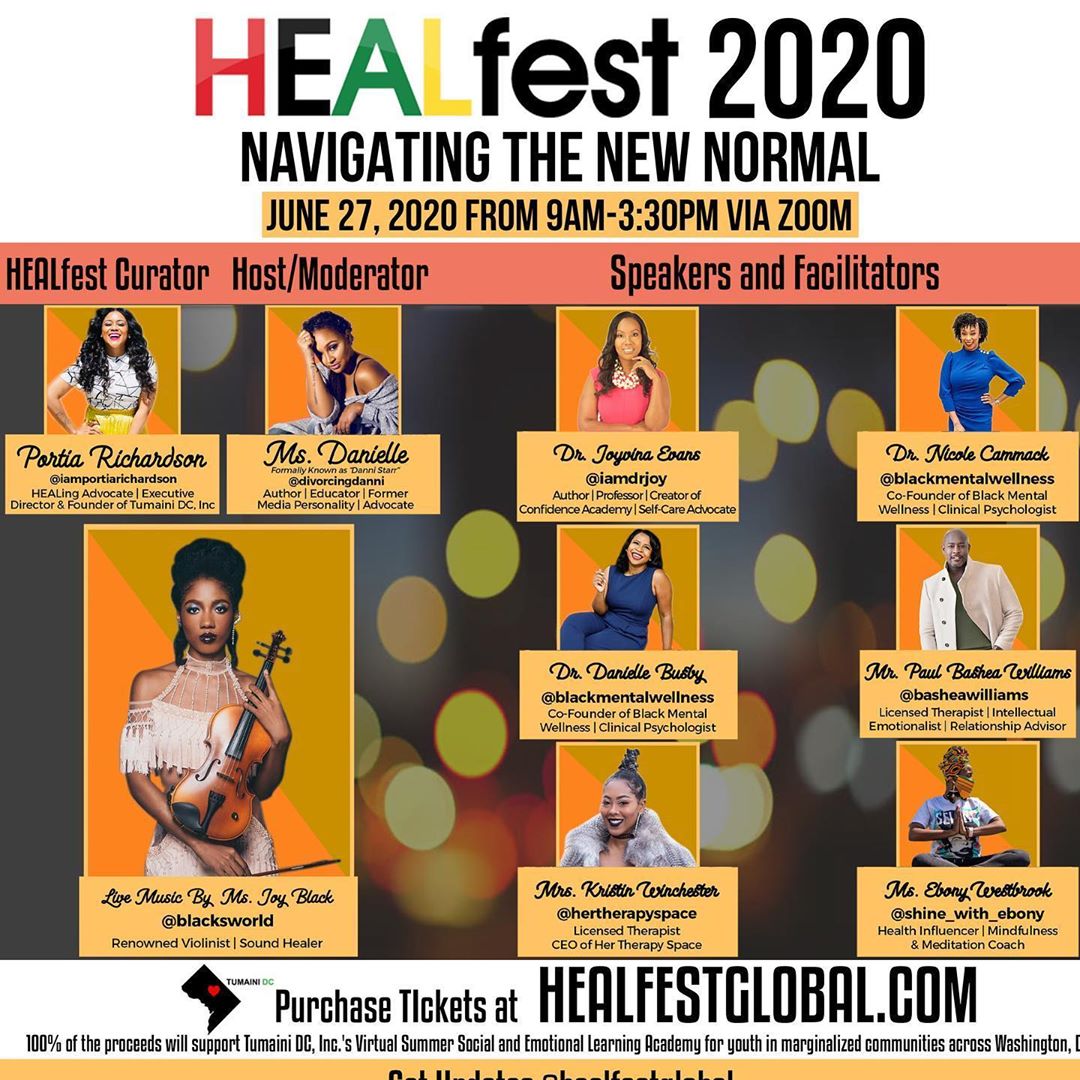 HEALfest 2020
NAVIGATING THE NEW NORMAL
JUNE 27, 2020 FROM 9AM-3:30PM VIA ZOOM
HEALfest Curator
Host/Moderator
Speakers and Facilitators
Portia Richardson
@iamportiarichardson
HEALing Advocate | Executive
Director & Founder of Tumaini DC, Inc
Ms. Danielle
Formally Known as "Danni Starr"
@divorcingdanni
Author | Educator | Former
Media Personality | Advocate
Dr. Joyvina Evans
@iamdrjoy
Author | Professor | Creator of
Confidence Academy | Self-Care Advocate
Dr. Nicole Cammack
@blackmentalwellness
Co-Founder of Black Mental
Wellness | Clinical Psychologist
Dr. Danielle Busby
@blackmentalwellness
Co-Founder of Black Mental
Wellness | Clinical Psychologist
Mr. Paul Bashea Williams
@basheawilliams
Licensed Therapist | Intellectual
Emotionalist | Relationship Advisor
Live Music By Ms. Joy Black
@blacksworld
Renowned Violinist | Sound Healer
Mrs. Kristin Winchester
@hertherapyspace
Licensed Therapist
CEO of Her Therapy Space
Ms. Ebony Westbrook
@shine_with_ebony
Health Influencer | Mindfulness
& Meditation Coach
TUMAINI DC
Purchase TIckets at HEALFESTGLOBAL.COM
100% of the proceeds will support Tumaini DC, Inc.'s Virtual Summer Social and Emotional Learning Academy for youth in marginalized communities across Washington,
Get Updates @healfestglobal